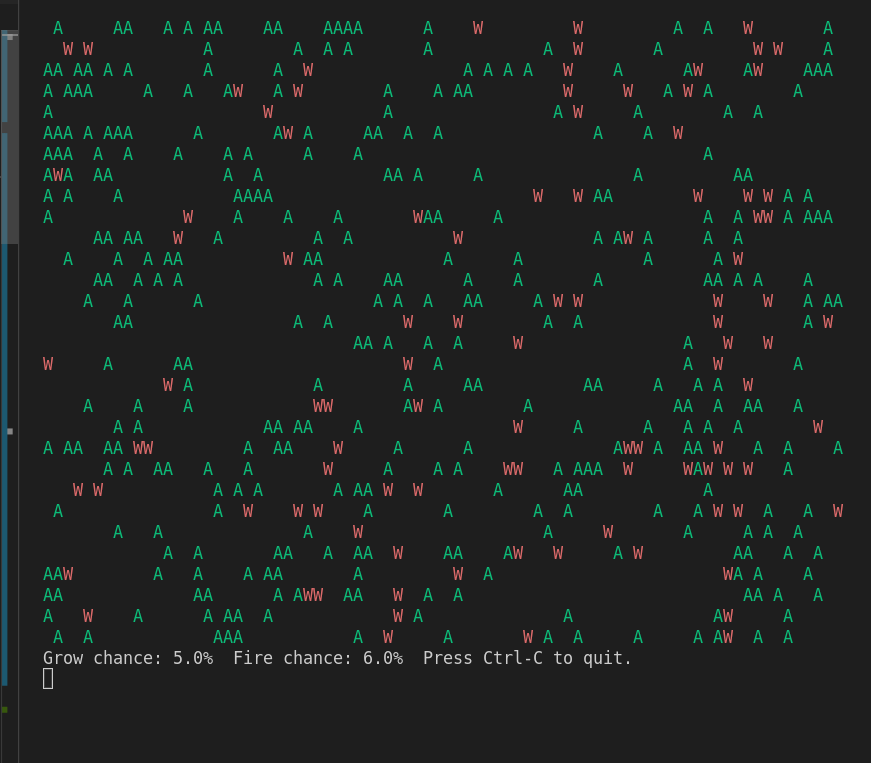 A     AA   A A AA    AA    AAAA      A    W         W         A  A   W       A
  W W           A        A  A A       A           A  W       A         W W    A
AA AA A A       A      A  W               A A A A   W    A      AW    AW    AAA
A AAA     A   A   AW   A W        A    A AA         W     W   A W A        A
A                     W           A                A W     A        A  A
AAA A AAA      A       AW A     AA  A  A               A    A  W
AAA  A  A    A    A A     A    A                                  A
AWA  AA           A  A            AA A     A               A         AA
A A    A           AAAA                          W   W AA        W    W W A A
A             W    A    A    A       WAA     A                    A  A WW A AAA
     AA AA   W   A         A  A          W             A AW A     A  A
  A    A  A AA          W AA            A      A            A      A W
     AA  A A A             A A    AA      A    A       A          AA A A    A
    A   A      A                 A A  A   AA     A W W             W    W   A AA
       AA                A  A       W    W        A  A             W        A W
                               AA A   A  A     W                A   W   W
W     A      AA                     W  A                        A  W       A
            W A            A        A     AA          AA     A   A A  W
    A    A    A            WW       AW A        A              AA  A  AA   A
       A A            AA AA    A               W     A      A   A A  A       W
A AA  AA WW         A  AA    W     A      A              AWW A  AA W   A  A    A
      A A  AA   A   A       W     A    A A    WW   A AAA  W     WAW W W   A
   W W           A A A       A AA W  W       A      AA            A
 A               A  W    W W    A       A        A  A        A   A W W  A  A   W
       A   A              A    W                  A     W       A     A A  A
            A  A       AA   A  AA  W    AA    AW   W     A W         AA   A  A
AAW        A   A    A AA       A         W  A                       WA A    A
AA             AA      A AWW  AA   W  A  A                            AA A   A
A   W    A      A AA  A            W A              A              AW     A
 A  A            AAA           A  W     A       W A  A     A     A AW  A  A
Grow chance: 5.0%  Fire chance: 6.0%  Press Ctrl-C to quit.